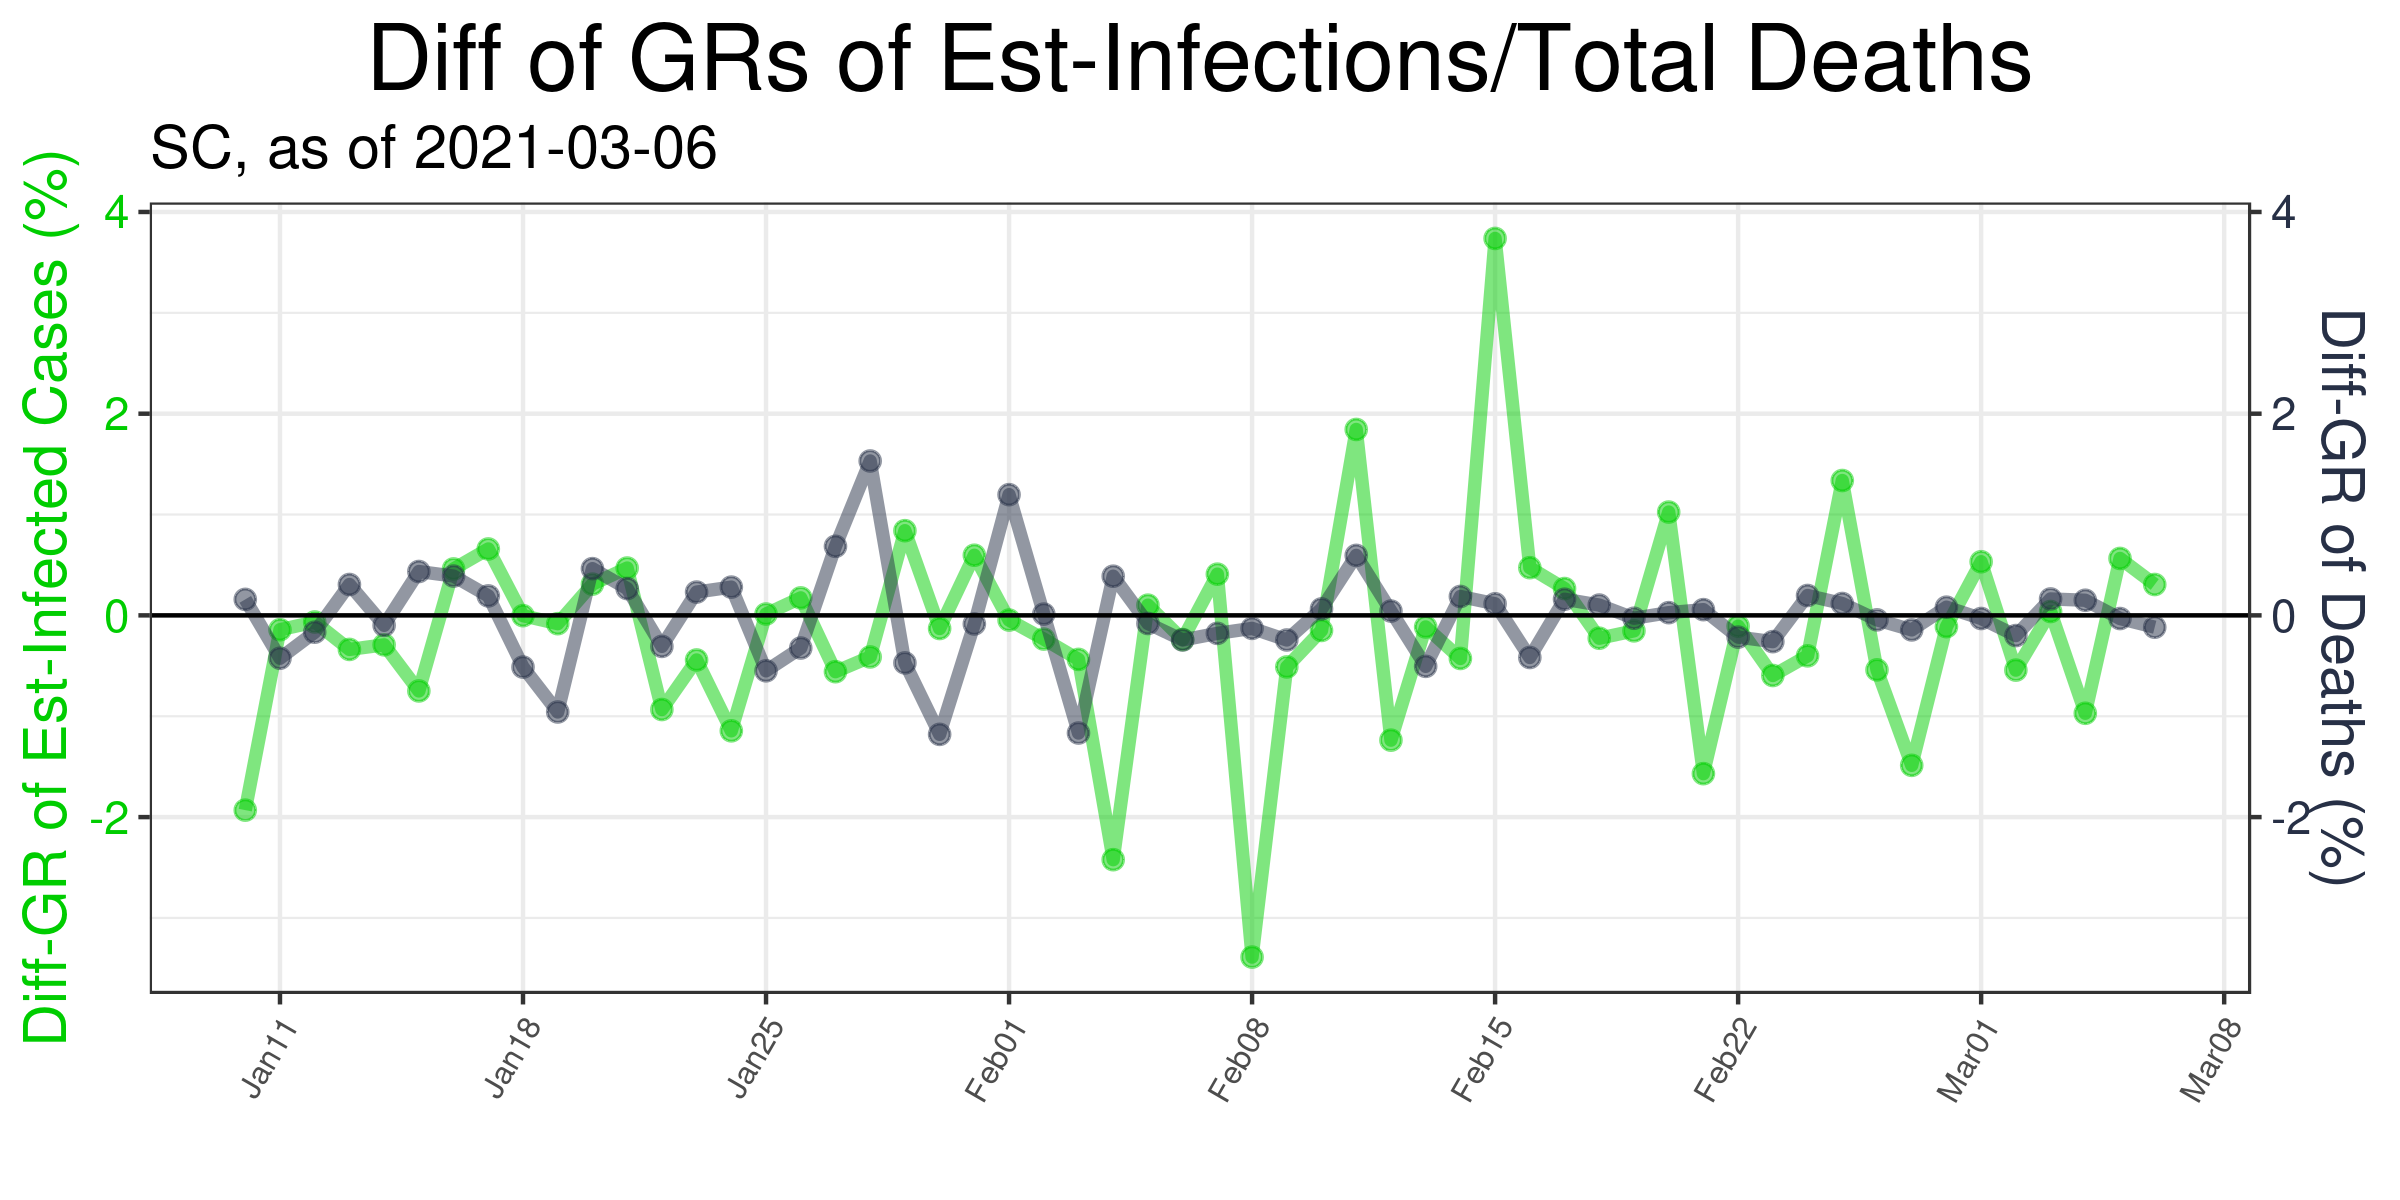 Diff of GRs of Est-Infections/Total Deaths
SC, as of 2021-03-06
Diff-GR of Est-Infected Cases (%)
4
2
0
-2
4
2
0
-2
Diff-GR of Deaths (%)
Jan11
Jan18
Jan25
Feb01
Feb08
Feb15
Feb22
Mar01
Mar08